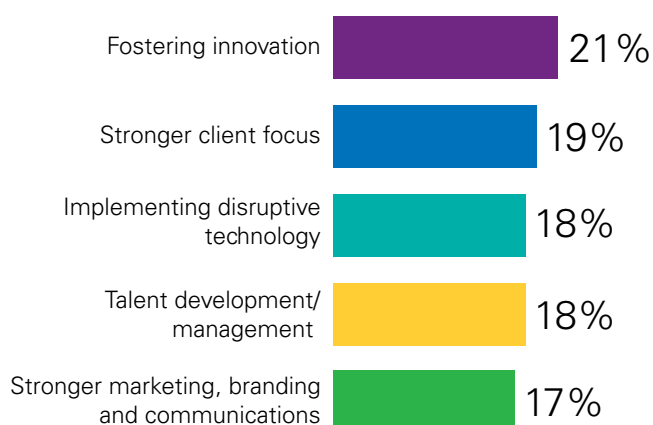 Fostering innovation 21%
Stronger client focus 19%
Implementing disruptive
technology 18%
Talent development/
management 18%
Stronger marketing, branding
and communications 17%